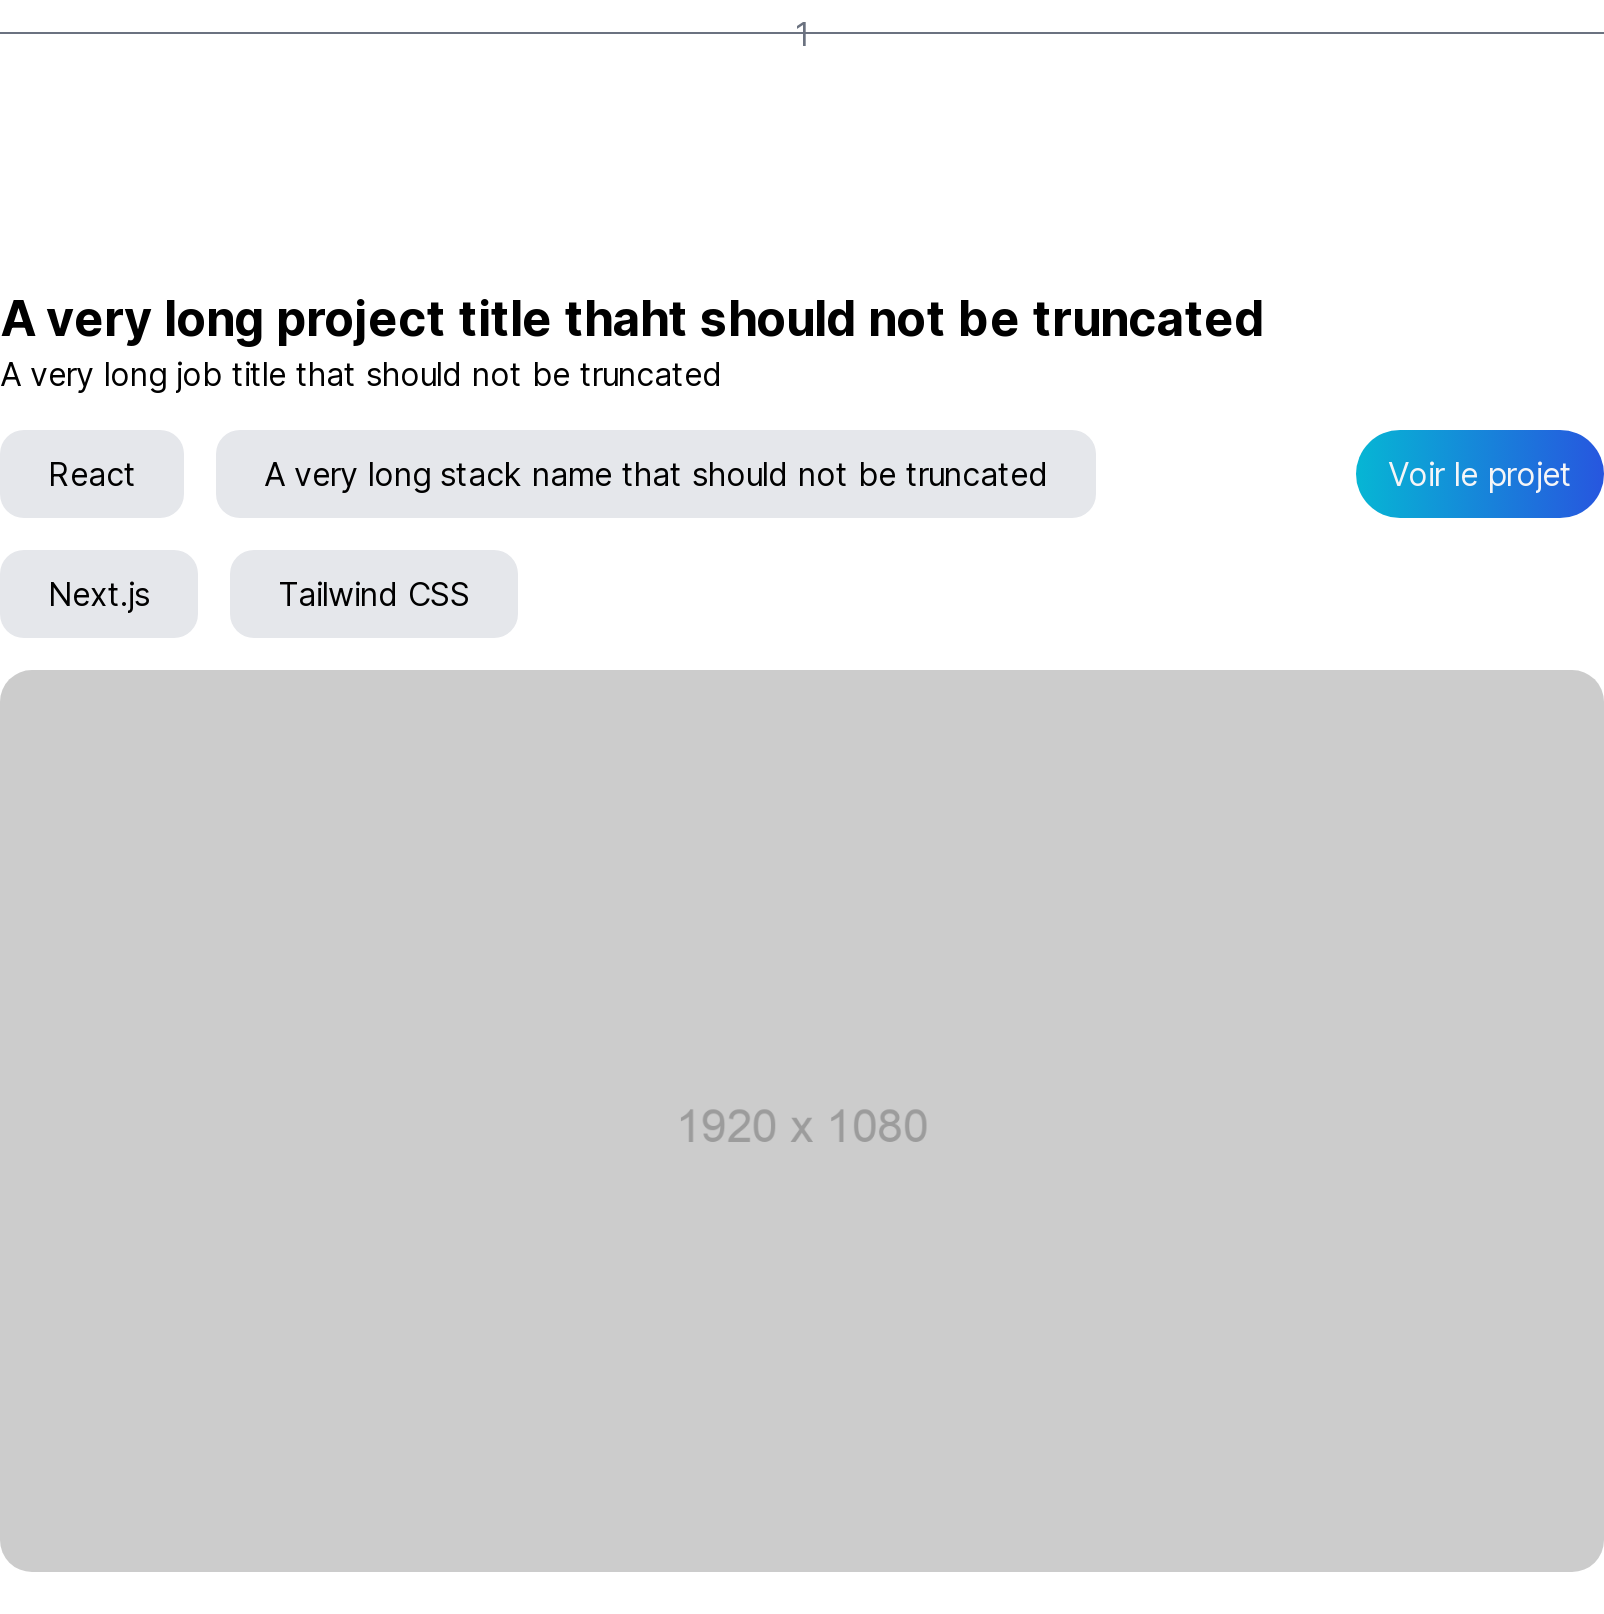 1
A very long project title thaht should not be truncated
A very long job title that should not be truncated
React
A very long stack name that should not be truncated
Voir le projet
Next.js
Tailwind CSS
1920 x 1080